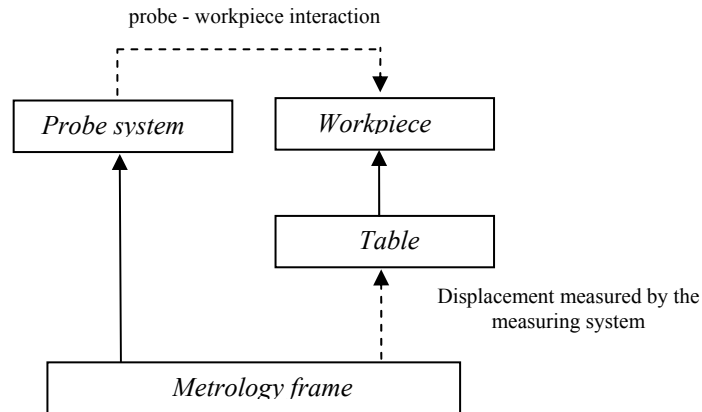 probe - workpiece interaction
Probe system
Workpiece
Table
Displacement measured by the
measuring system
Metrology frame